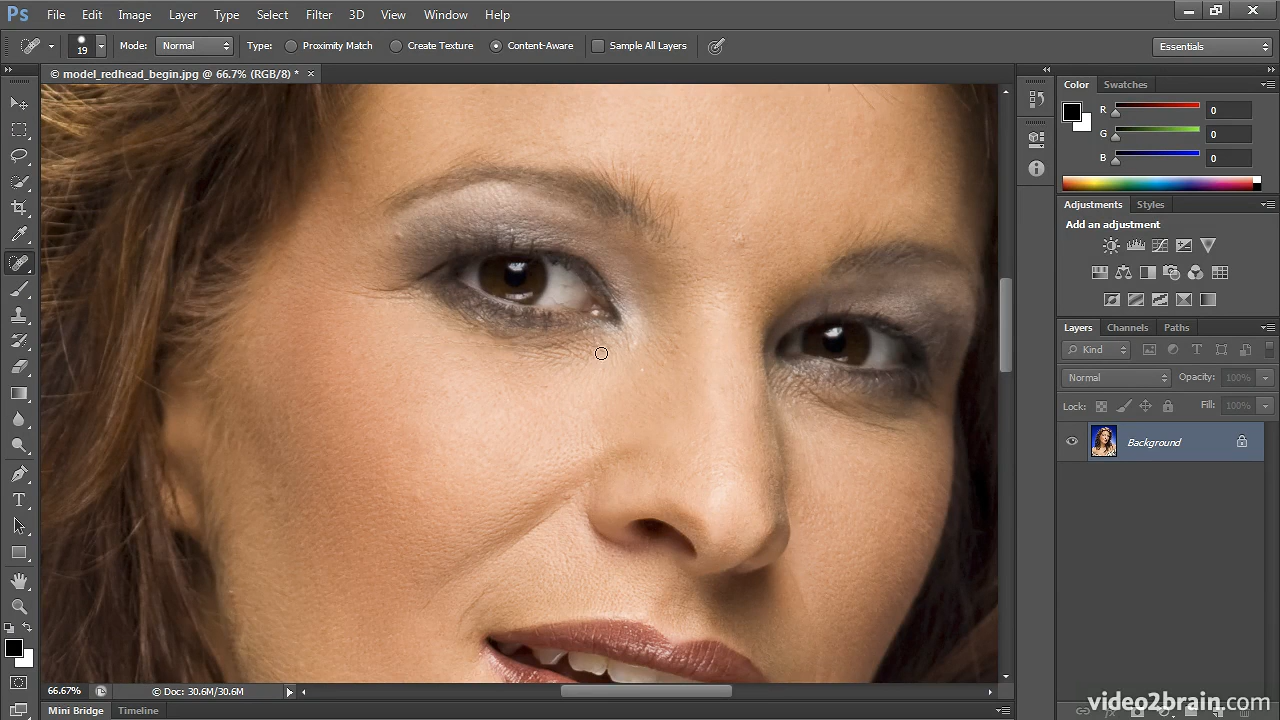 Ps File Edit Image Layer Type Select Filter 3D View Window Help
19 Mode: Normal Type: Proximity Match Create Texture Content-Aware Sample All Layers Essentials
© model_redhead_begin.jpg @ 66.7% (RGB/8) *
Color Swatches
R 0
G 0
B 0
Adjustments Styles
Add an adjustment
Layers Channels Paths
Kind
Normal Opacity: 100%
Lock: Fill: 100%
Background
66.67% © Doc: 30.6M/30.6M
Mini Bridge Timeline
video2brain.com